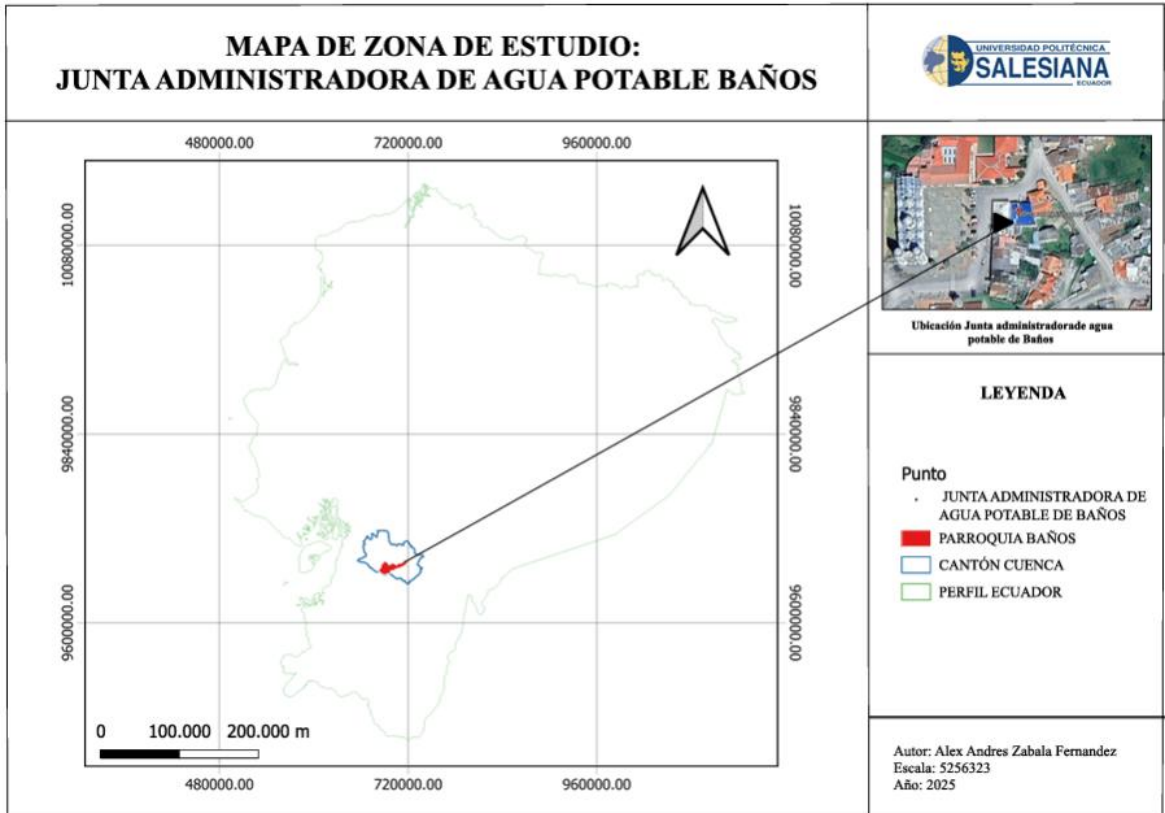 MAPA DE ZONA DE ESTUDIO:
JUNTA ADMINISTRADORA DE AGUA POTABLE BAÑOS
UNIVERSIDAD POLITÉCNICA
SALESIANA
ECUADOR
480000.00 720000.00 960000.00
10080000.00 10080000.00
9840000.00 9840000.00
9600000.00 9600000.00
0 100.000 200.000 m
480000.00 720000.00 960000.00
Ubicación Junta administradorade agua
potable de Baños
LEYENDA
Punto
JUNTA ADMINISTRADORA DE
AGUA POTABLE DE BAÑOS
PARROQUIA BAÑOS
CANTÓN CUENCA
PERFIL ECUADOR
Autor: Alex Andres Zabala Fernandez
Escala: 5256323
Año: 2025